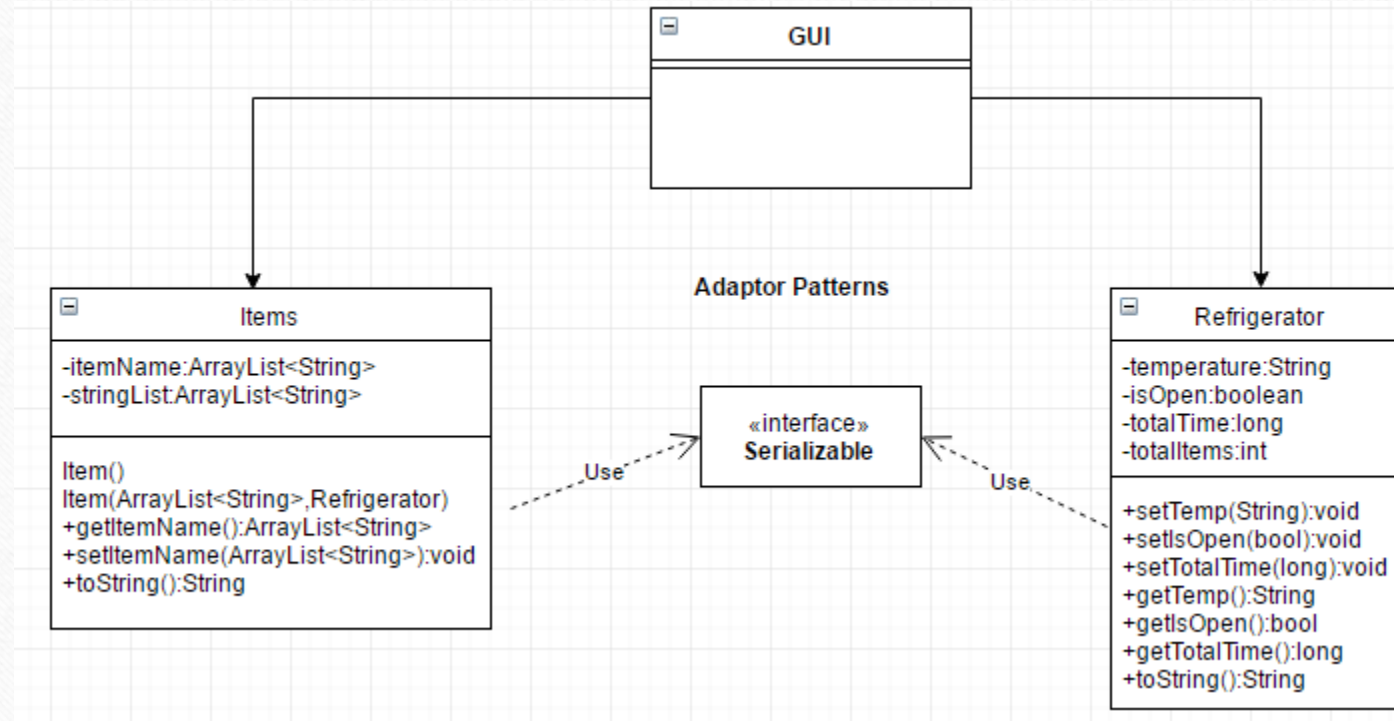 GUI
Adaptor Patterns
Items
-itemName:ArrayList<String>
-stringList:ArrayList<String>
Item()
Item(ArrayList<String>,Refrigerator)
+getItemName():ArrayList<String>
+setItemName(ArrayList<String>):void
+toString():String
Use
«interface»
Serializable
Use
Refrigerator
-temperature:String
-isOpen:boolean
-totalTime:long
-totalItems:int
+setTemp(String):void
+setIsOpen(bool):void
+setTotalTime(long):void
+getTemp():String
+getIsOpen():bool
+getTotalTime():long
+toString():String